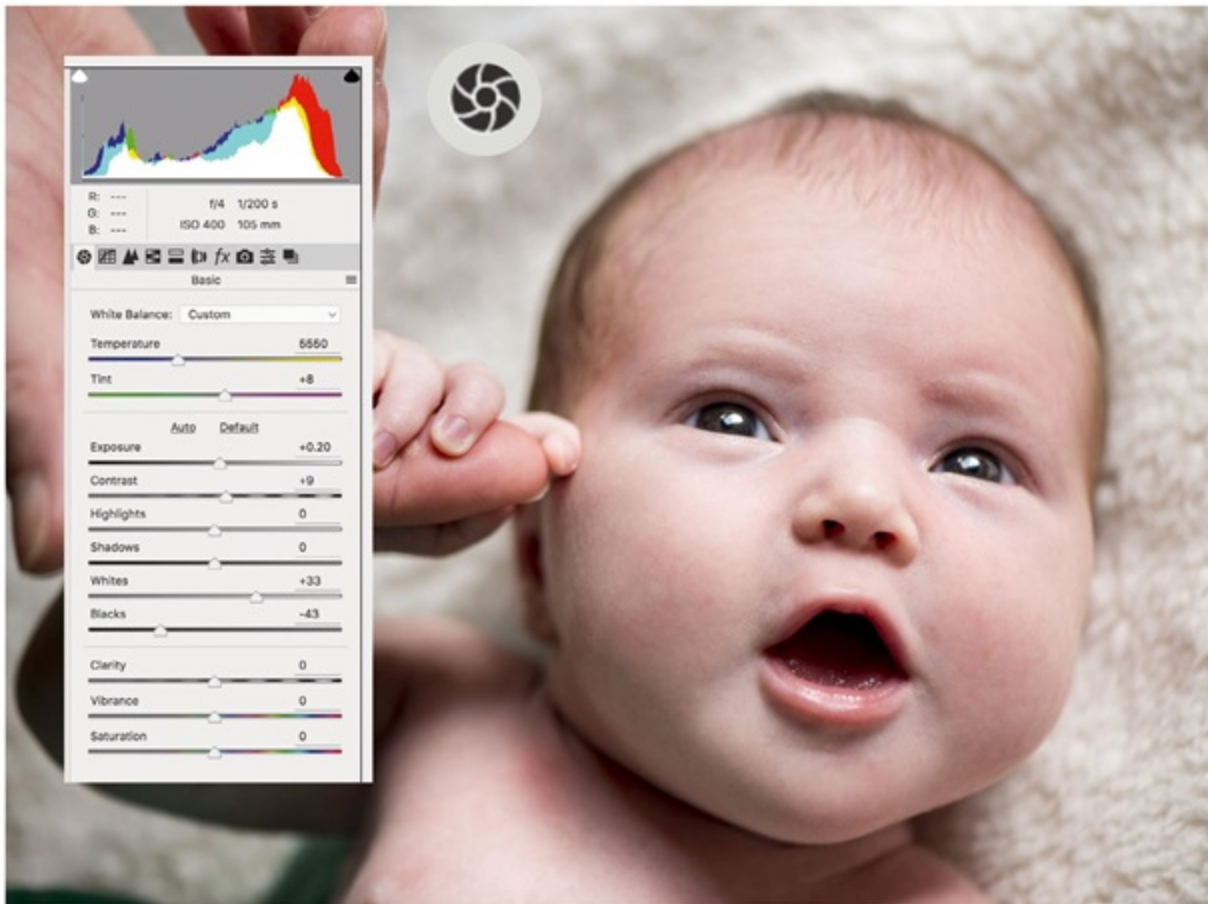 R: ---
G: ---
B: ---
f/4 1/200 s
ISO 400 105 mm
fx
Basic
White Balance: Custom
Temperature 5550
Tint +8
Auto Default
Exposure +0.20
Contrast +9
Highlights 0
Shadows 0
Whites +33
Blacks -43
Clarity 0
Vibrance 0
Saturation 0